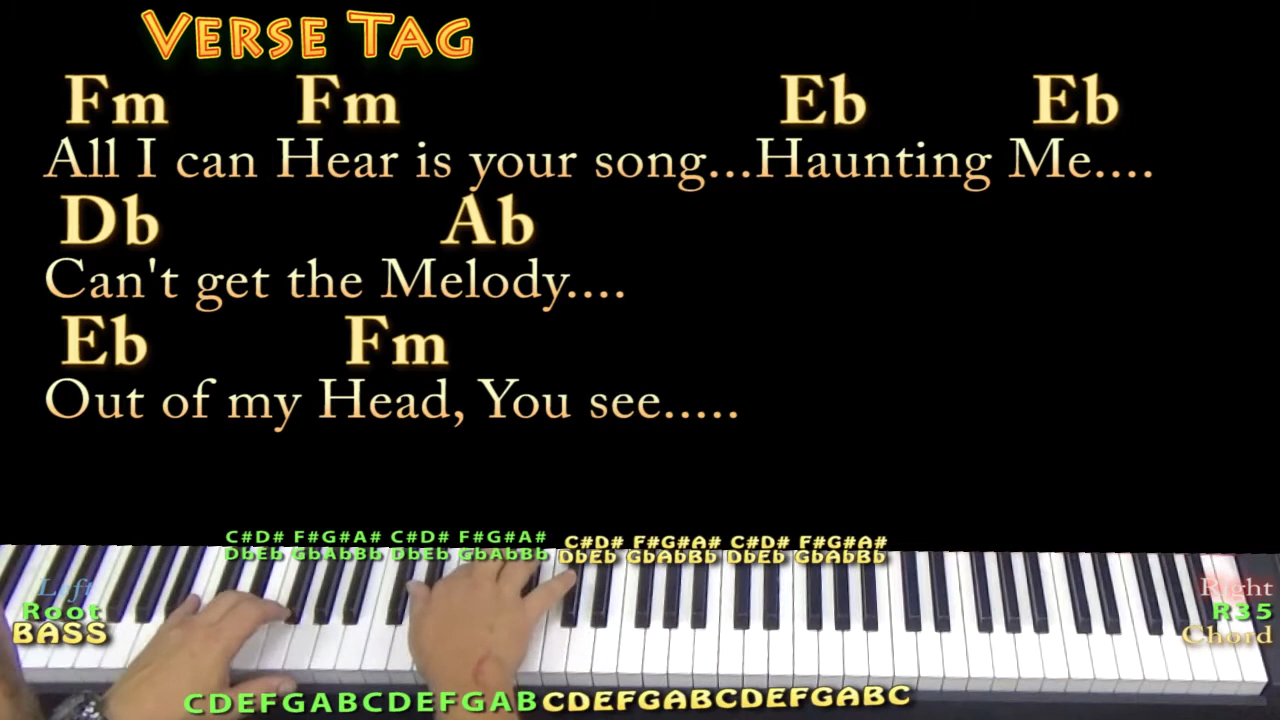 VERSE TAG
Fm Fm Eb Eb
All I can Hear is your song...Haunting Me....
Db Ab
Can't get the Melody....
Eb Fm
Out of my Head, You see.....
C#D# F#G#A# C#D# F#G#A# C#D# F#G#A# C#D# F#G#A#
DbEb GbAbBb DbEb GbAbBb DbEb GbAbBb DbEb GbAbBb
Left Right
Root R35
BASS Chord
CDEFGABCDEFGAB CDEFGABCDEFGABC